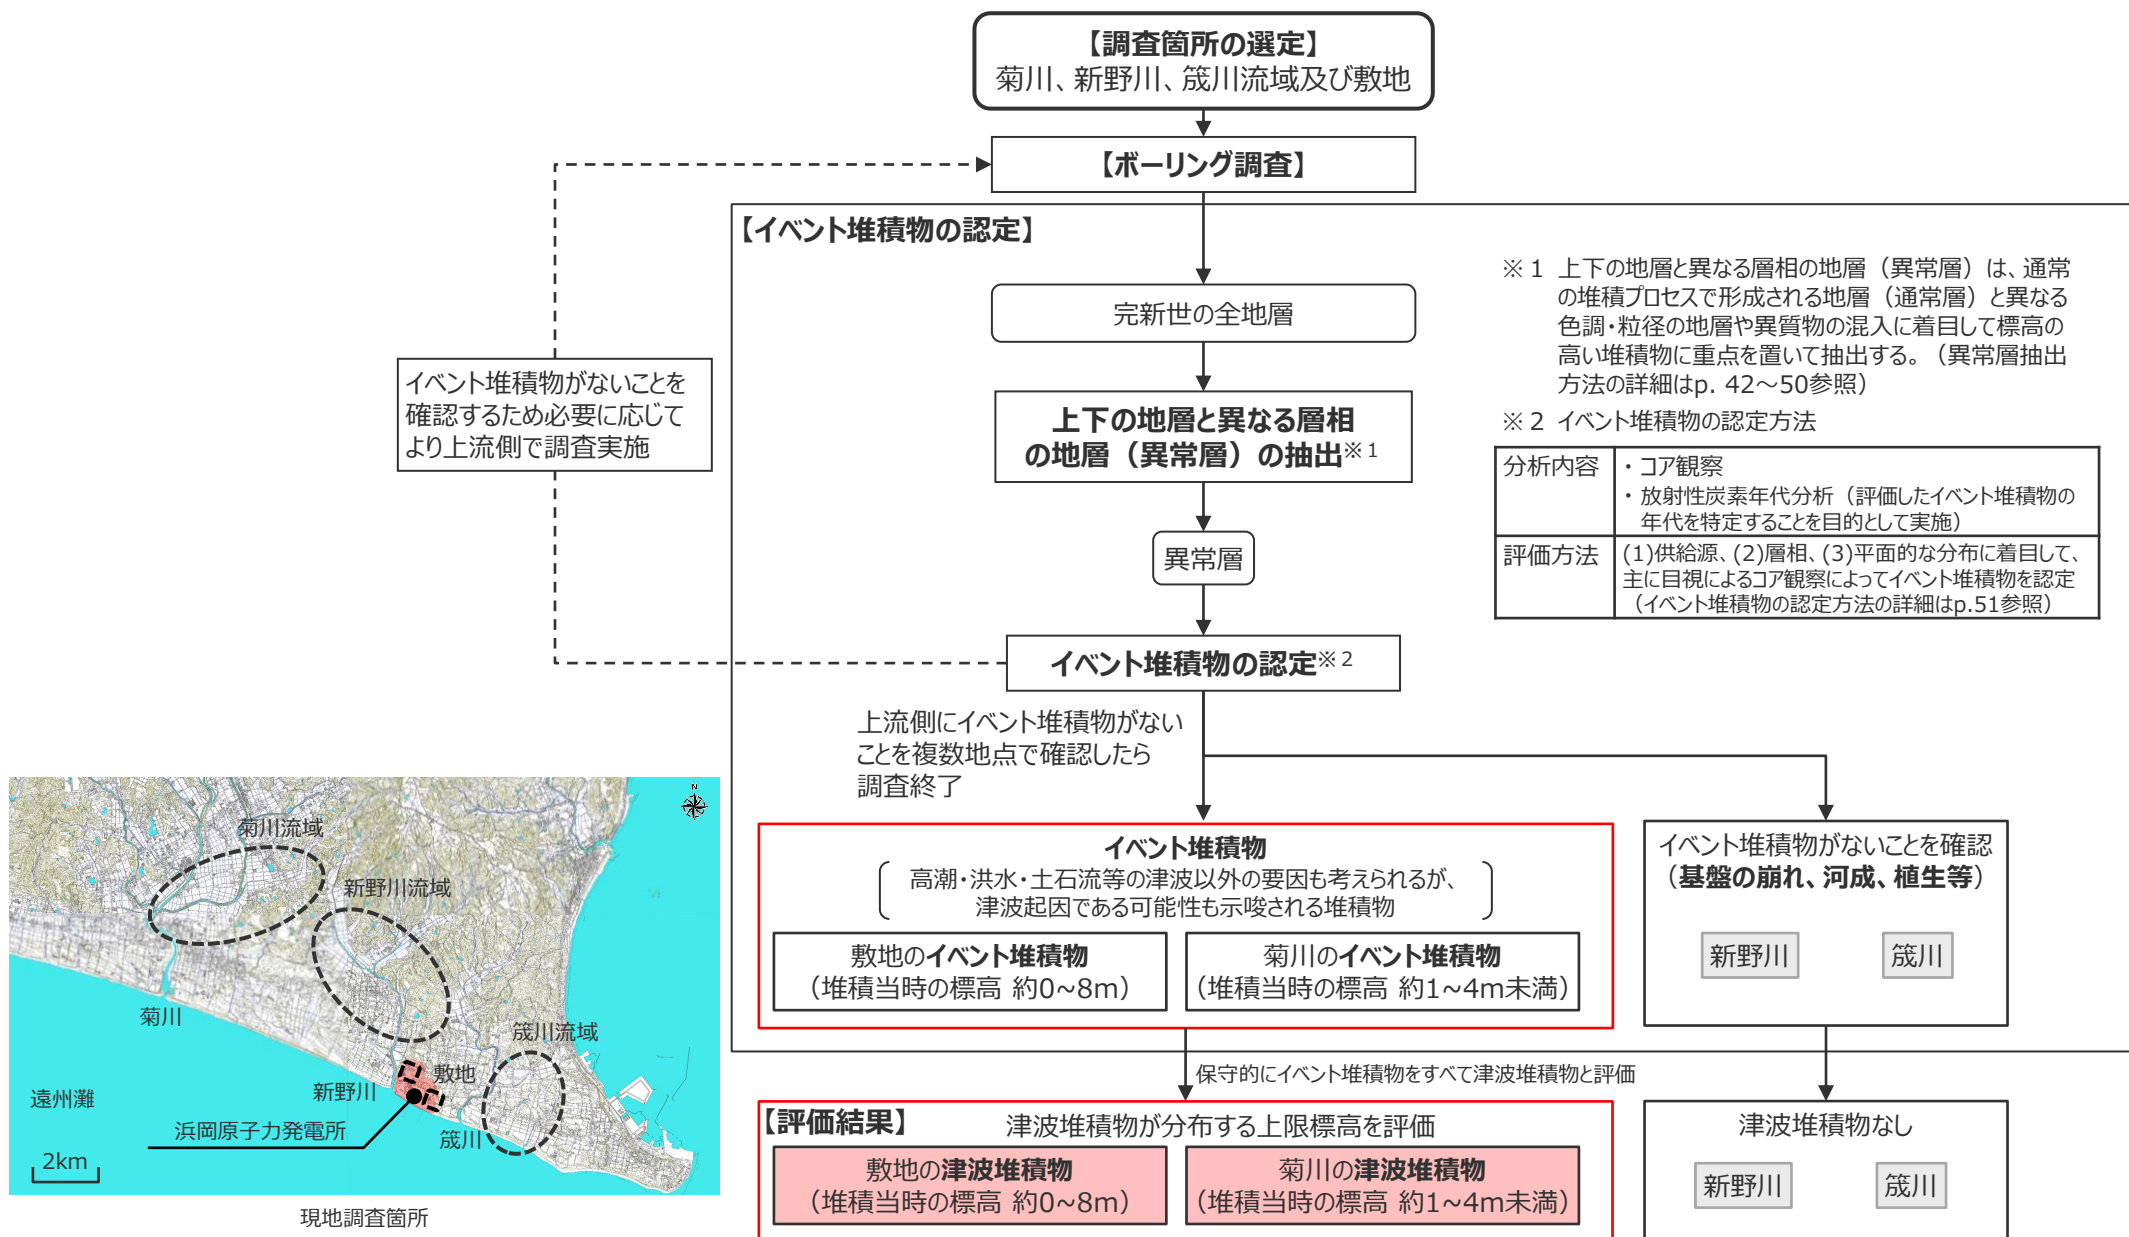 【調査箇所の選定】
菊川、新野川、筬川流域及び敷地
【ボーリング調査】
【イベント堆積物の認定】
完新世の全地層
上下の地層と異なる層相
の地層（異常層）の抽出※1
異常層
イベント堆積物の認定※2
イベント堆積物がないことを
確認するため必要に応じて
より上流側で調査実施
※1 上下の地層と異なる層相の地層（異常層）は、通常
の堆積プロセスで形成される地層（通常層）と異なる
色調・粒径の地層や異質物の混入に着目して標高の
高い堆積物に重点を置いて抽出する。（異常層抽出
方法の詳細はp. 42～50参照）
※2 イベント堆積物の認定方法
分析内容
・コア観察
・放射性炭素年代分析（評価したイベント堆積物の
年代を特定することを目的として実施）
評価方法
(1)供給源、(2)層相、(3)平面的な分布に着目して、
主に目視によるコア観察によってイベント堆積物を認定
（イベント堆積物の認定方法の詳細はp.51参照）
上流側にイベント堆積物がない
ことを複数地点で確認したら
調査終了
イベント堆積物
高潮・洪水・土石流等の津波以外の要因も考えられるが、
津波起因である可能性も示唆される堆積物
敷地のイベント堆積物
（堆積当時の標高 約0~8m）
菊川のイベント堆積物
（堆積当時の標高 約1~4m未満）
イベント堆積物がないことを確認
（基盤の崩れ、河成、植生等）
新野川
筬川
保守的にイベント堆積物をすべて津波堆積物と評価
【評価結果】
津波堆積物が分布する上限標高を評価
敷地の津波堆積物
（堆積当時の標高 約0~8m）
菊川の津波堆積物
（堆積当時の標高 約1~4m未満）
津波堆積物なし
新野川
筬川
N
菊川流域
新野川流域
菊川
筬川流域
敷地
新野川
遠州灘
浜岡原子力発電所
筬川
2km
現地調査箇所